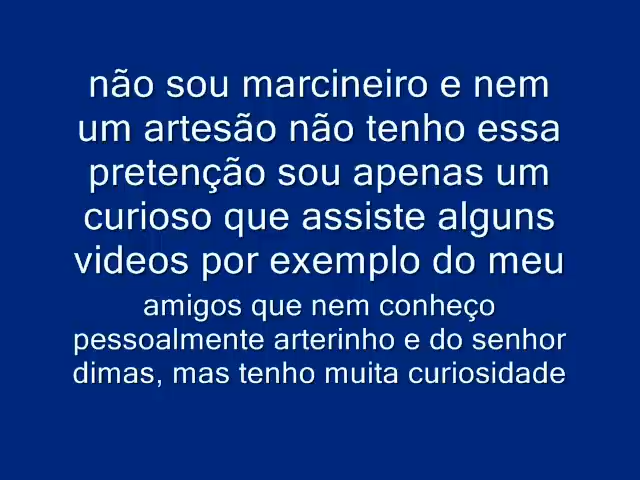 não sou marcineiro e nem
um artesão não tenho essa
pretenção sou apenas um
curioso que assiste alguns
videos por exemplo do meu
amigos que nem conheço
pessoalmente arterinho e do senhor
dimas, mas tenho muita curiosidade